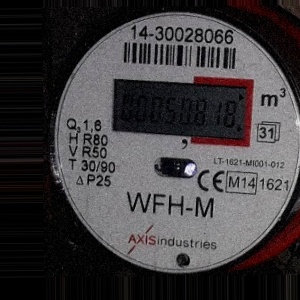 14-30028066
00050818
m³
Q₃1,6
H R80
V R50
T 30/90
△ P25
31
LT-1621-MI001-012
CE M14 1621
WFH-M
AXISindustries